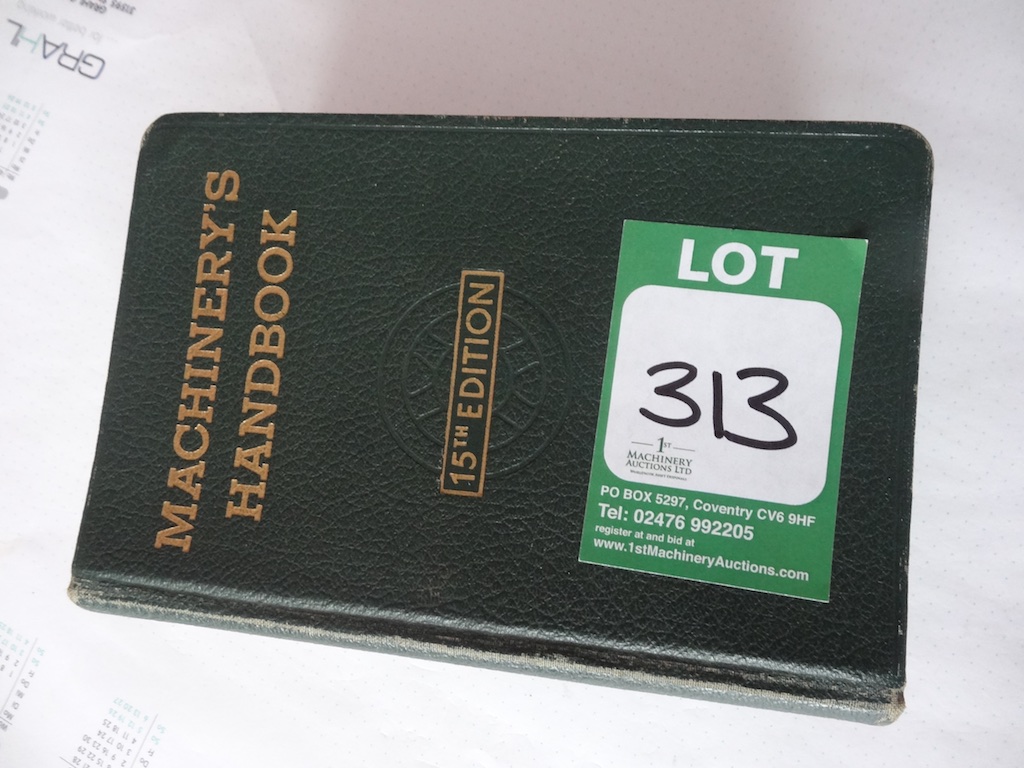 MACHINERY'S
HANDBOOK
15TH EDITION
LOT
313
1ST
MACHINERY
AUCTIONS LTD
PO BOX 5297, Coventry CV6 9HF
Tel: 02476 992205
register at and bid at
www.1stMachineryAuctions.com
GRAHL